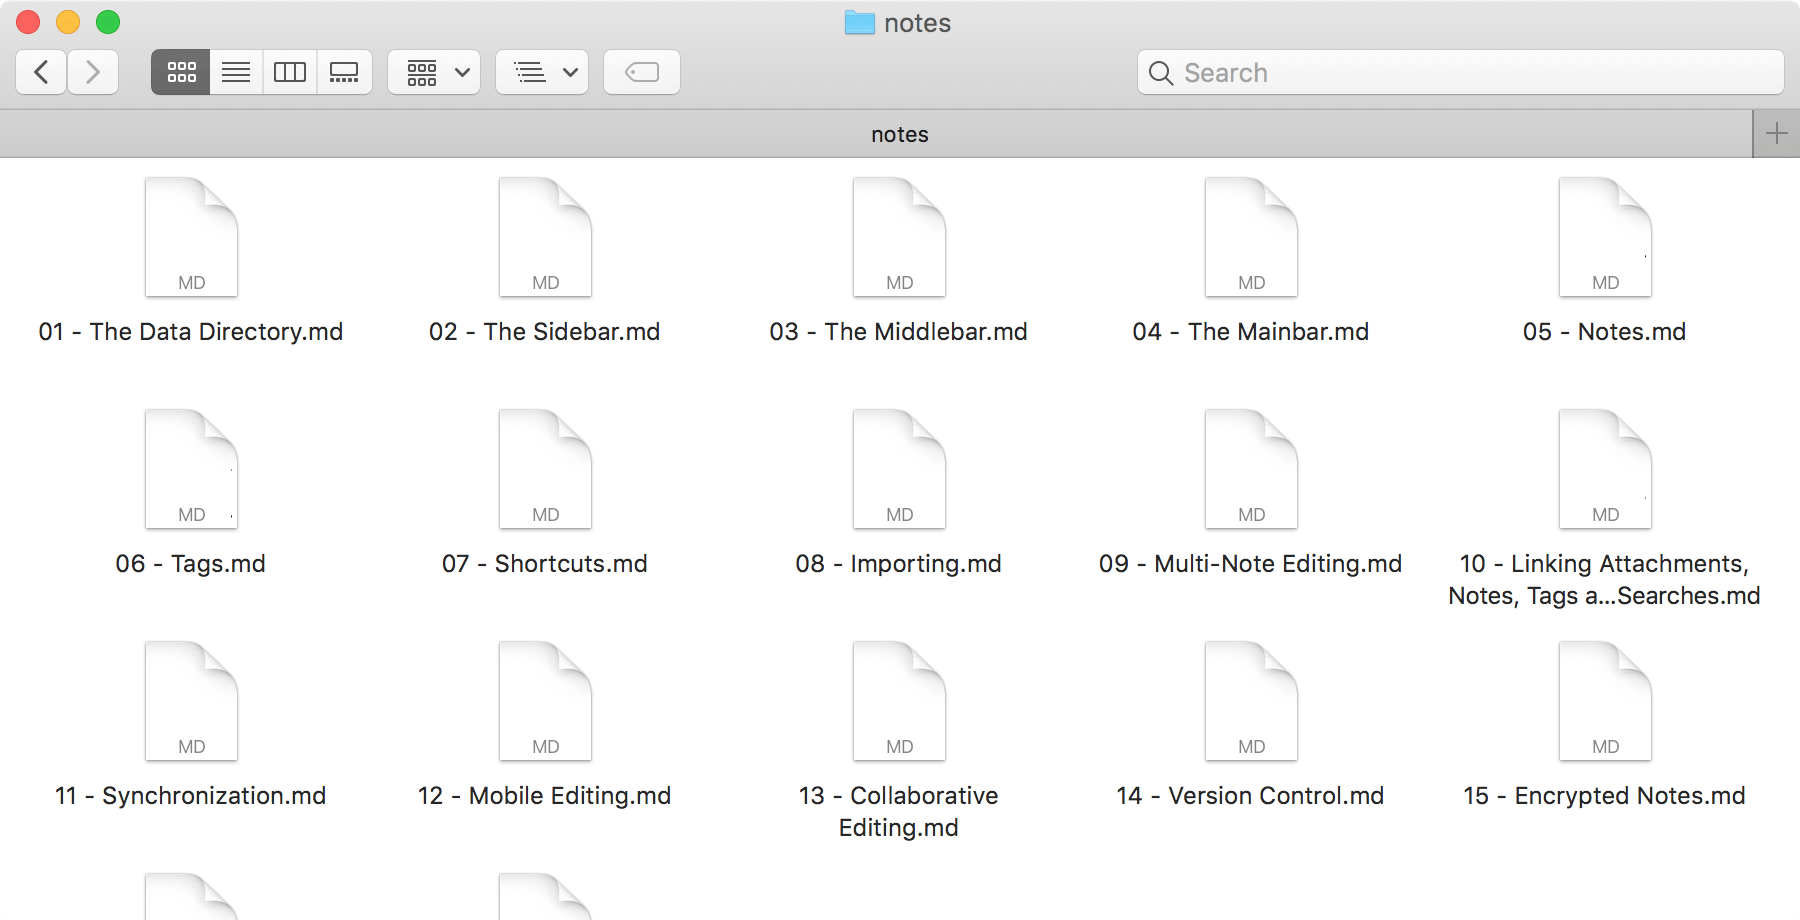 notes
Search
notes
MD
MD
MD
MD
MD
01 - The Data Directory.md
02 - The Sidebar.md
03 - The Middlebar.md
04 - The Mainbar.md
05 - Notes.md
MD
MD
MD
MD
MD
06 - Tags.md
07 - Shortcuts.md
08 - Importing.md
09 - Multi-Note Editing.md
10 - Linking Attachments,
Notes, Tags a...Searches.md
MD
MD
MD
MD
MD
11 - Synchronization.md
12 - Mobile Editing.md
13 - Collaborative
Editing.md
14 - Version Control.md
15 - Encrypted Notes.md